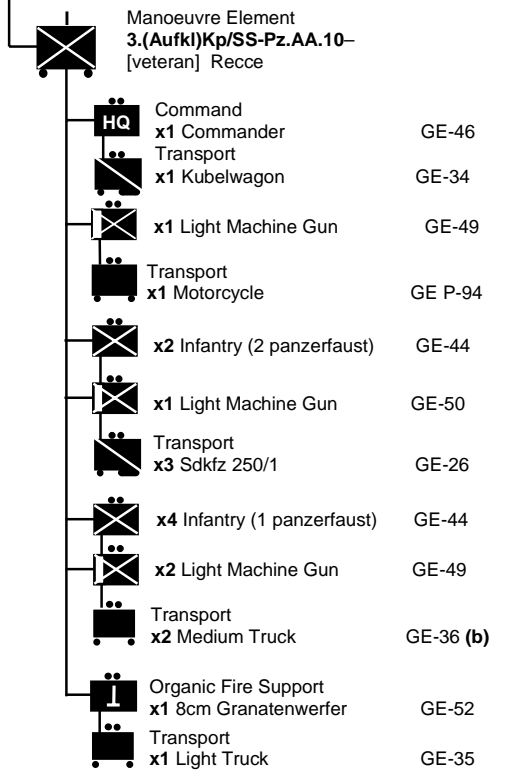 Manoeuvre Element
3.(Aufkl)Kp/SS-Pz.AA.10–
[veteran] Recce
HQ
Command
x1 Commander GE-46
Transport
x1 Kubelwagon GE-34
x1 Light Machine Gun GE-49
Transport
x1 Motorcycle GE P-94
x2 Infantry (2 panzerfaust) GE-44
x1 Light Machine Gun GE-50
Transport
x3 Sdkfz 250/1 GE-26
x4 Infantry (1 panzerfaust) GE-44
x2 Light Machine Gun GE-49
Transport
x2 Medium Truck GE-36 (b)
Organic Fire Support
x1 8cm Granatenwerfer GE-52
Transport
x1 Light Truck GE-35